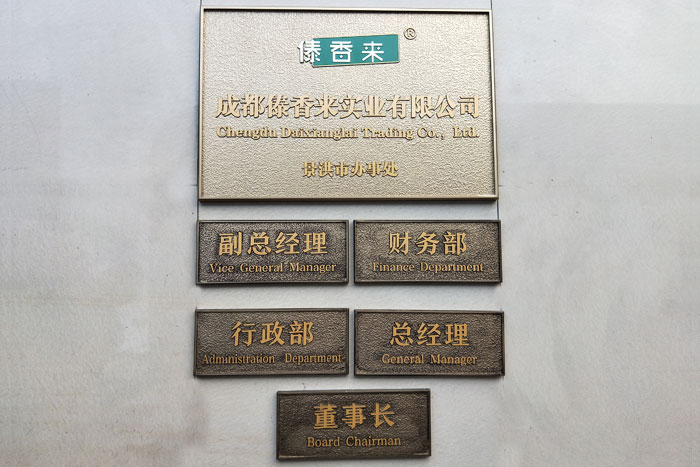 傣香来®
成都傣香来实业有限公司
Chengdu Daixianglai Trading Co., Ltd.
景洪市办事处
副总经理
Vice General Manager
财务部
Finance Department
行政部
Administration Department
总经理
General Manager
董事长
Board Chairman